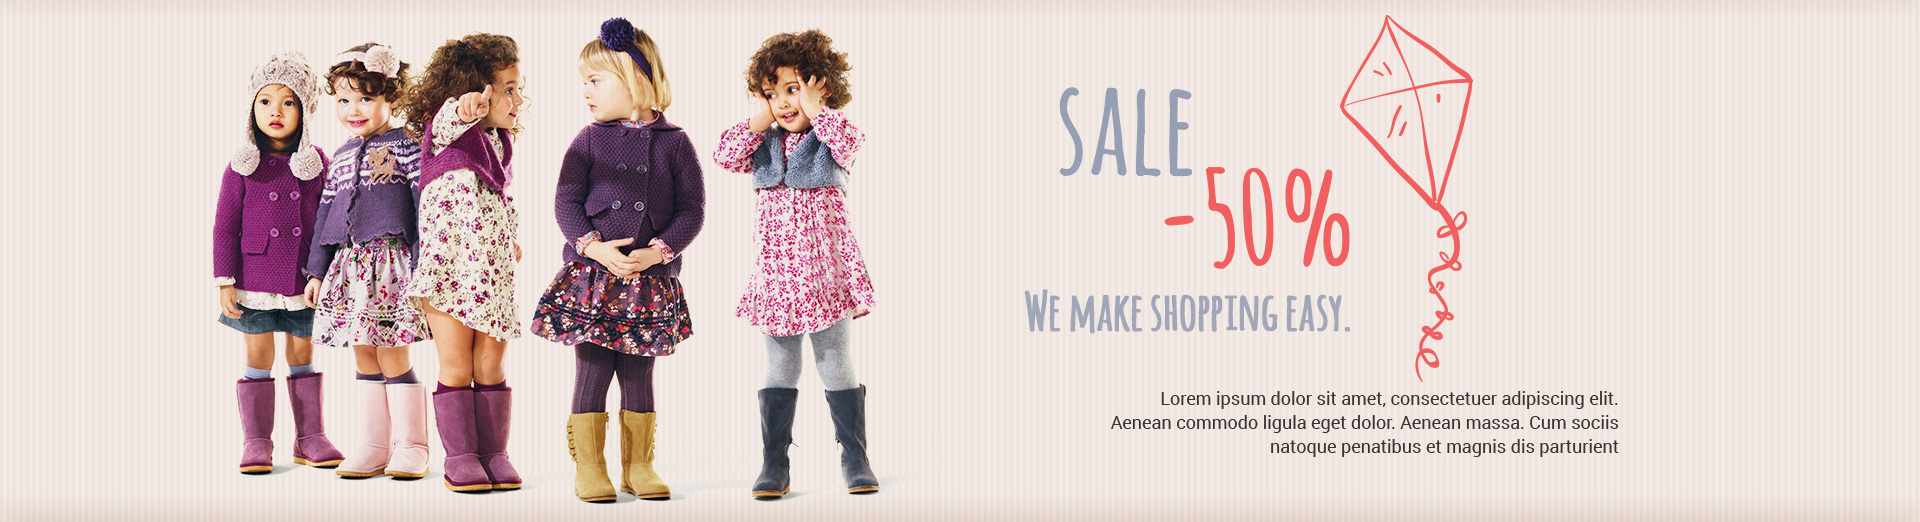 SALE
-50%
WE MAKE SHOPPING EASY.
Lorem ipsum dolor sit amet, consectetuer adipiscing elit.
Aenean commodo ligula eget dolor. Aenean massa. Cum sociis
natoque penatibus et magnis dis parturient